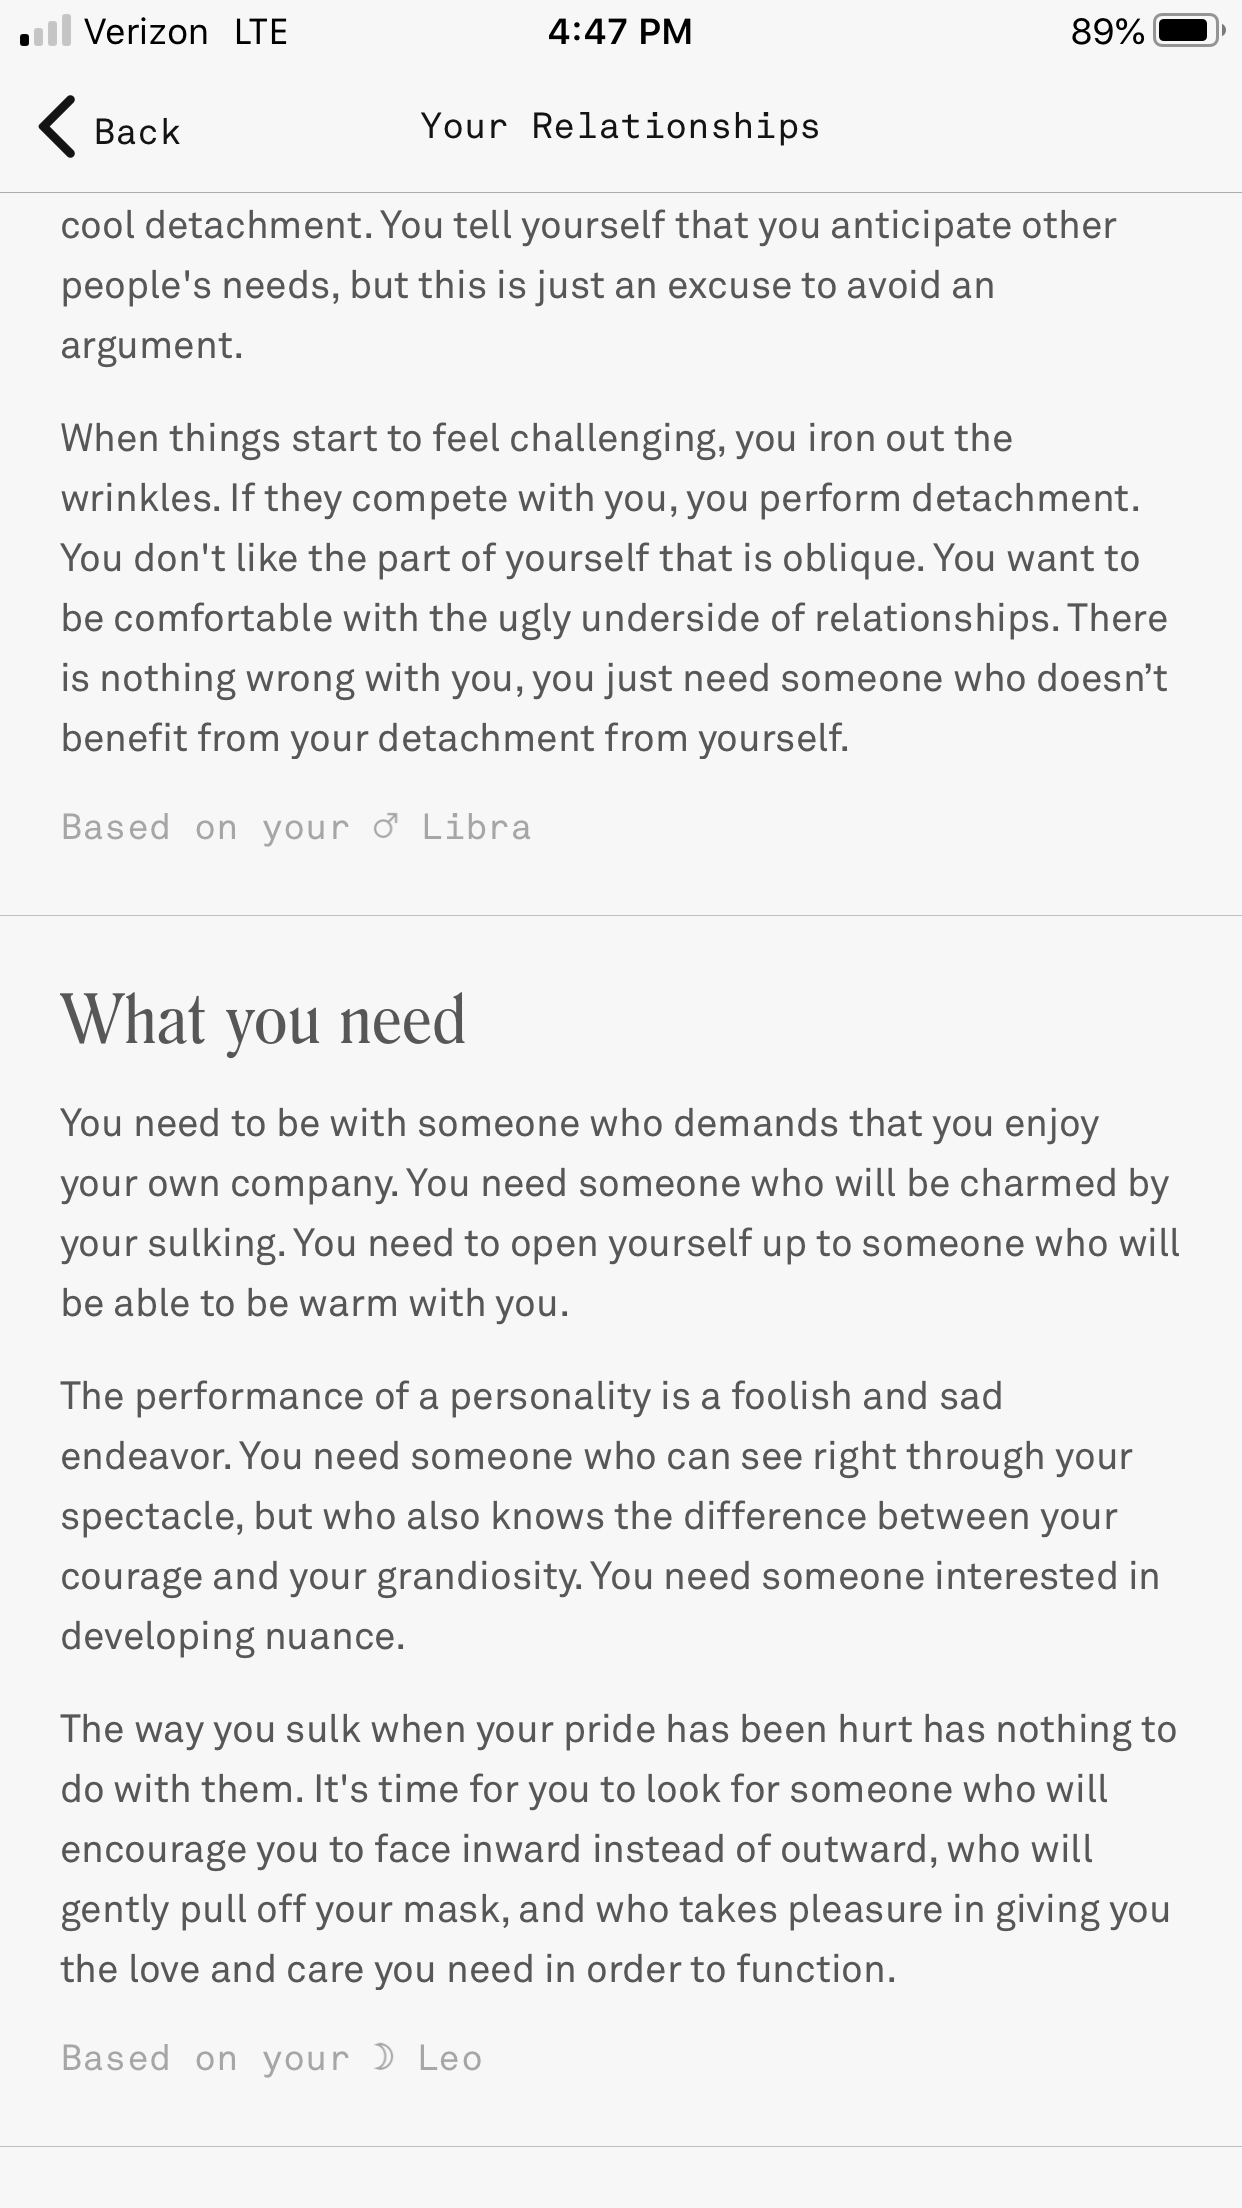 Verizon LTE 4:47 PM 89%
Back Your Relationships
cool detachment. You tell yourself that you anticipate other
people's needs, but this is just an excuse to avoid an
argument.
When things start to feel challenging, you iron out the
wrinkles. If they compete with you, you perform detachment.
You don't like the part of yourself that is oblique. You want to
be comfortable with the ugly underside of relationships. There
is nothing wrong with you, you just need someone who doesn’t
benefit from your detachment from yourself.
Based on your ♂ Libra
What you need
You need to be with someone who demands that you enjoy
your own company. You need someone who will be charmed by
your sulking. You need to open yourself up to someone who will
be able to be warm with you.
The performance of a personality is a foolish and sad
endeavor. You need someone who can see right through your
spectacle, but who also knows the difference between your
courage and your grandiosity. You need someone interested in
developing nuance.
The way you sulk when your pride has been hurt has nothing to
do with them. It's time for you to look for someone who will
encourage you to face inward instead of outward, who will
gently pull off your mask, and who takes pleasure in giving you
the love and care you need in order to function.
Based on your ☽ Leo